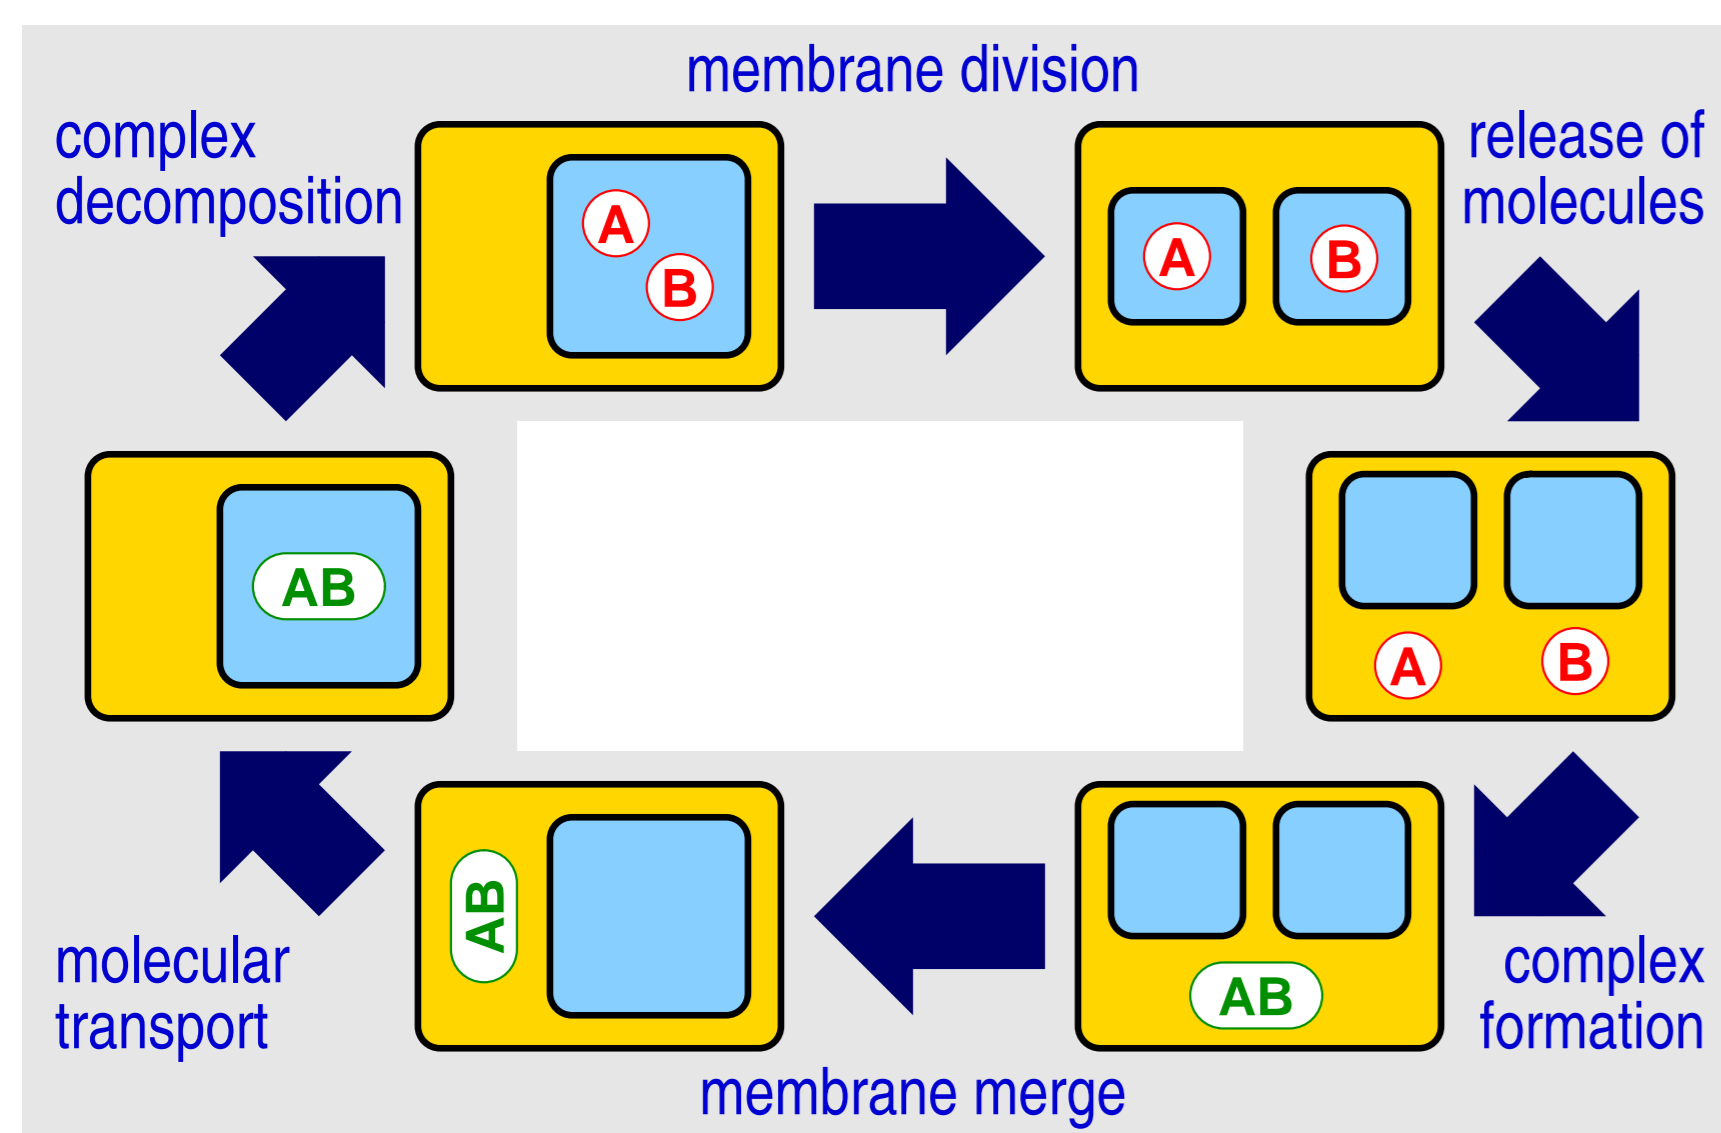 membrane division
complex
decomposition
release of
molecules
A
B
A
B
AB
A
B
AB
AB
molecular
transport
complex
formation
membrane merge